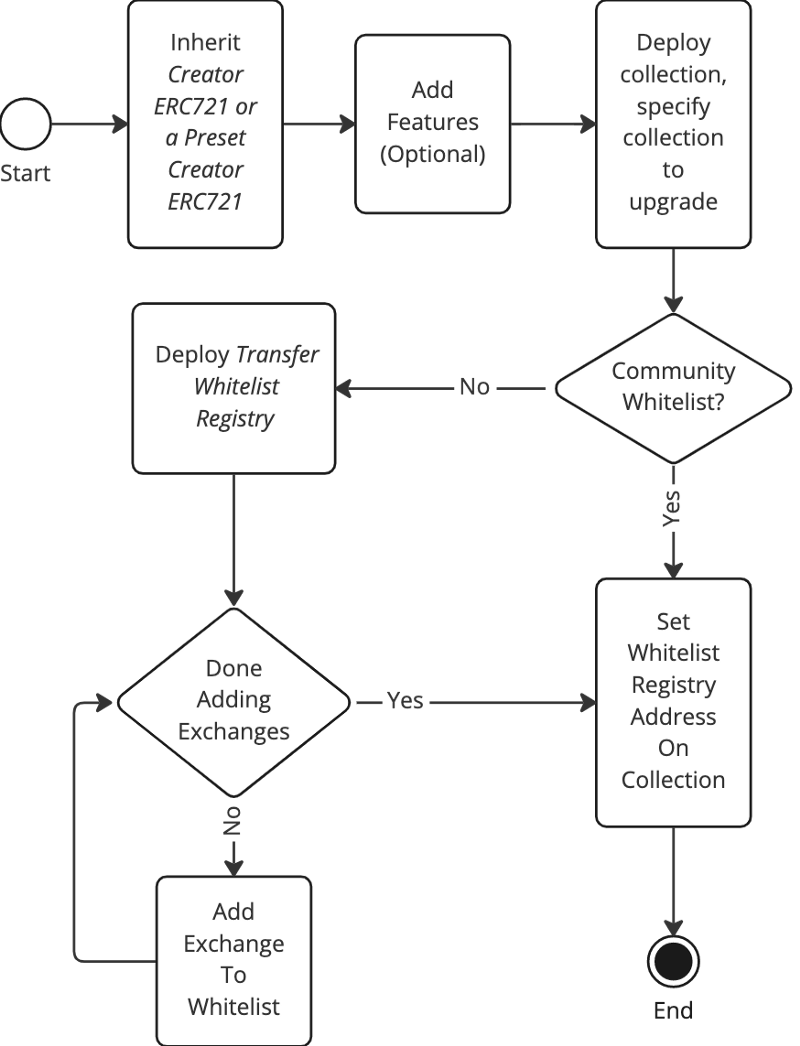 Start
Inherit
Creator
ERC721 or
a Preset
Creator
ERC721
Add
Features
(Optional)
Deploy
collection,
specify
collection
to
upgrade
Community
Whitelist?
No
Deploy Transfer
Whitelist
Registry
Yes
Done
Adding
Exchanges
Yes
Set
Whitelist
Registry
Address
On
Collection
No
Add
Exchange
To
Whitelist
End